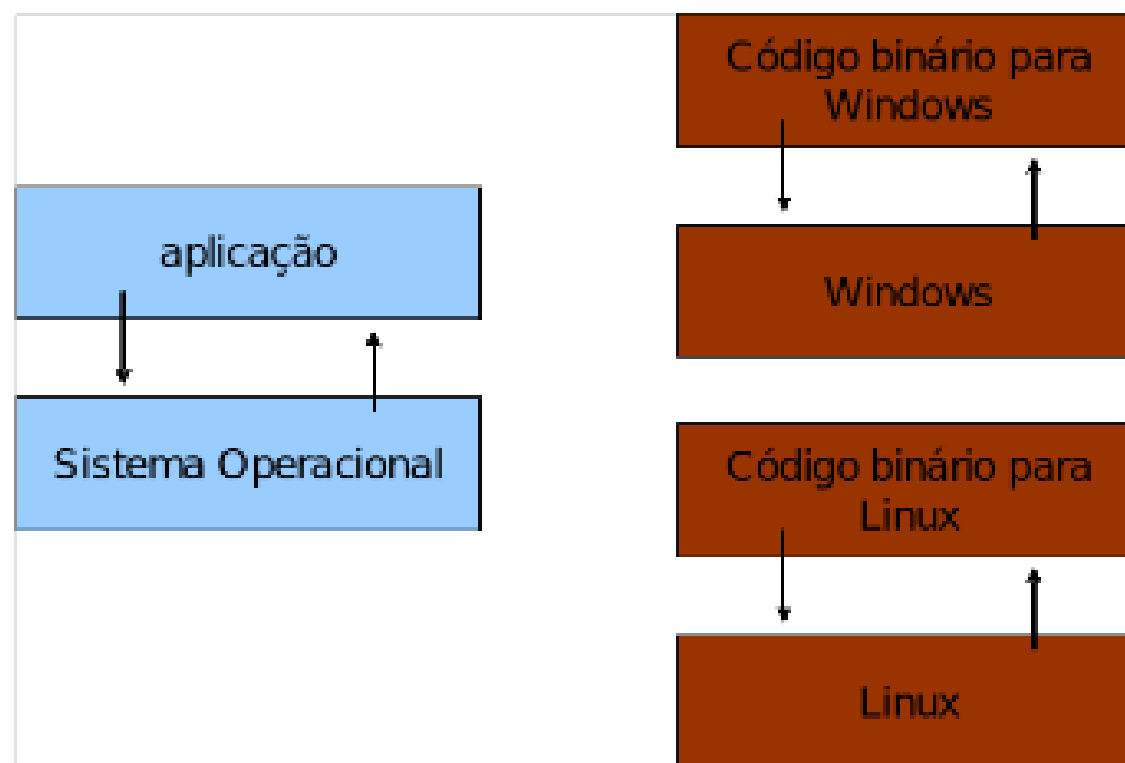 aplicação
Sistema Operacional
Código binário para
Windows
Windows
Código binário para
Linux
Linux